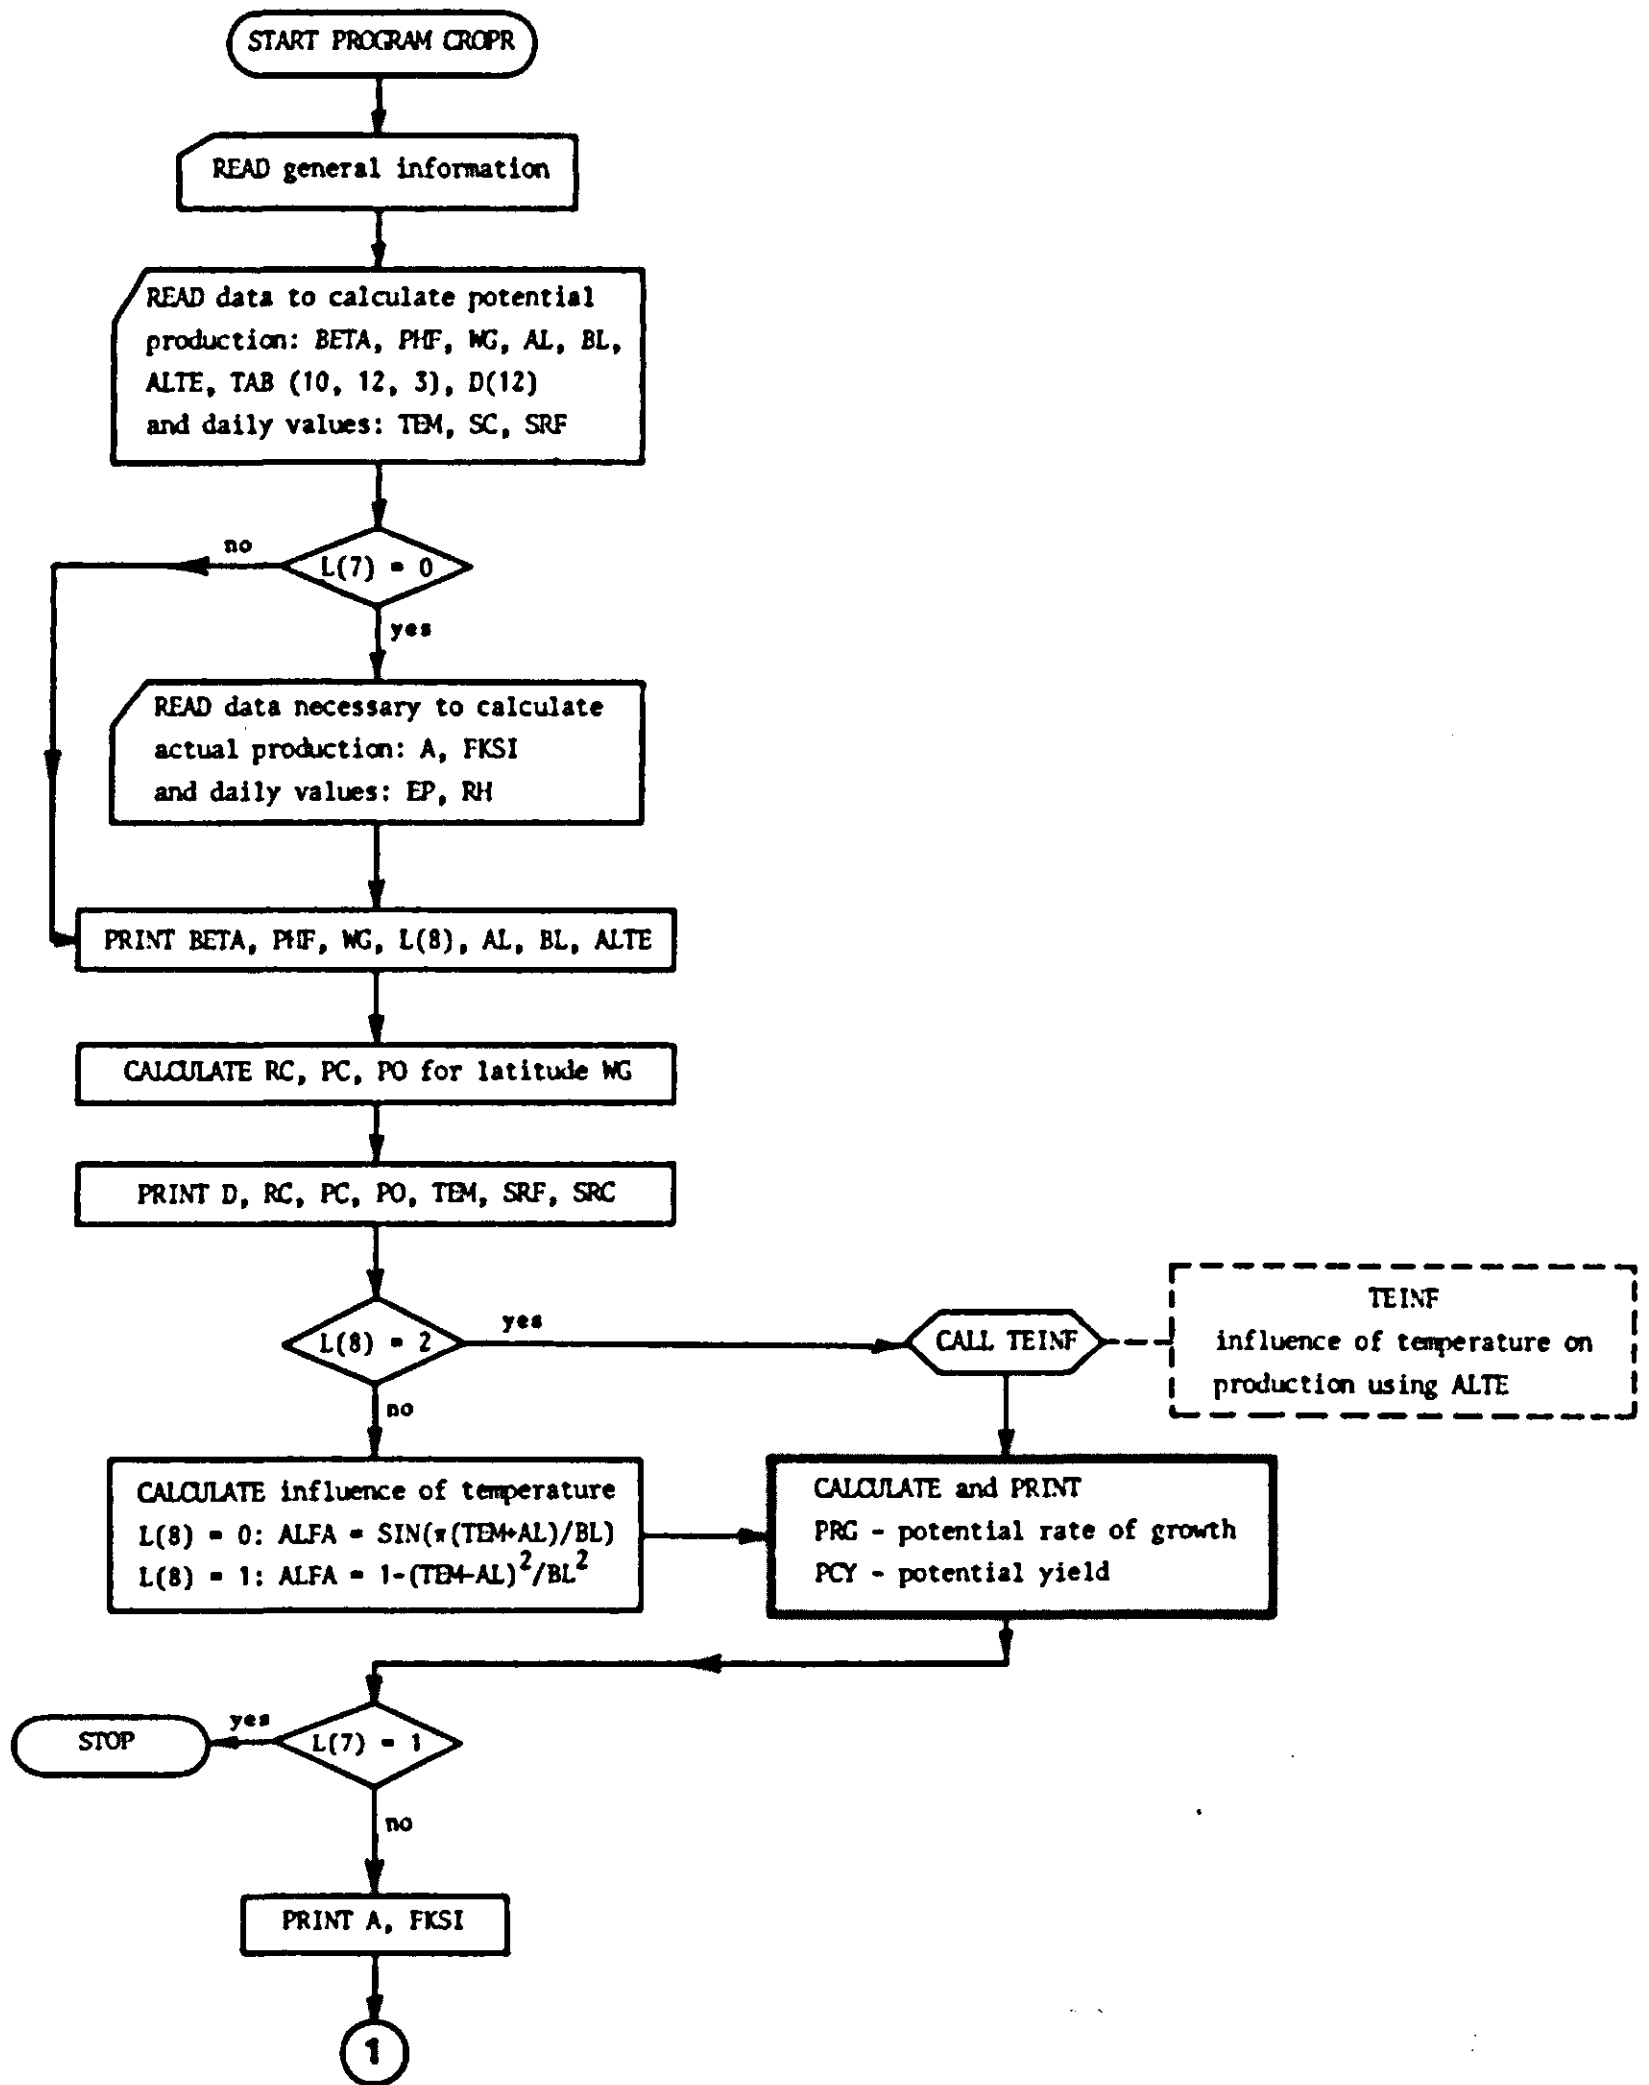 START PROGRAM CROPR
READ general information
READ data to calculate potential
production: BETA, PHF, WG, AL, BL,
ALTE, TAB (10, 12, 3), D(12)
and daily values: TEM, SC, SRF
no
L(7) = 0
yes
READ data necessary to calculate
actual production: A, FKSI
and daily values: EP, RH
PRINT BETA, PHF, WG, L(8), AL, BL, ALTE
CALCULATE RC, PC, PO for latitude WG
PRINT D, RC, PC, PO, TEM, SRF, SRC
L(8) = 2
yes
CALL TEINF
TEINF
influence of temperature on
production using ALTE
no
CALCULATE influence of temperature
L(8) = 0: ALFA = SIN(π(TEM+AL)/BL)
L(8) = 1: ALFA = 1-(TEM-AL)²/BL²
CALCULATE and PRINT
PRG - potential rate of growth
PCY - potential yield
STOP
yes
L(7) = 1
no
PRINT A, FKSI
1